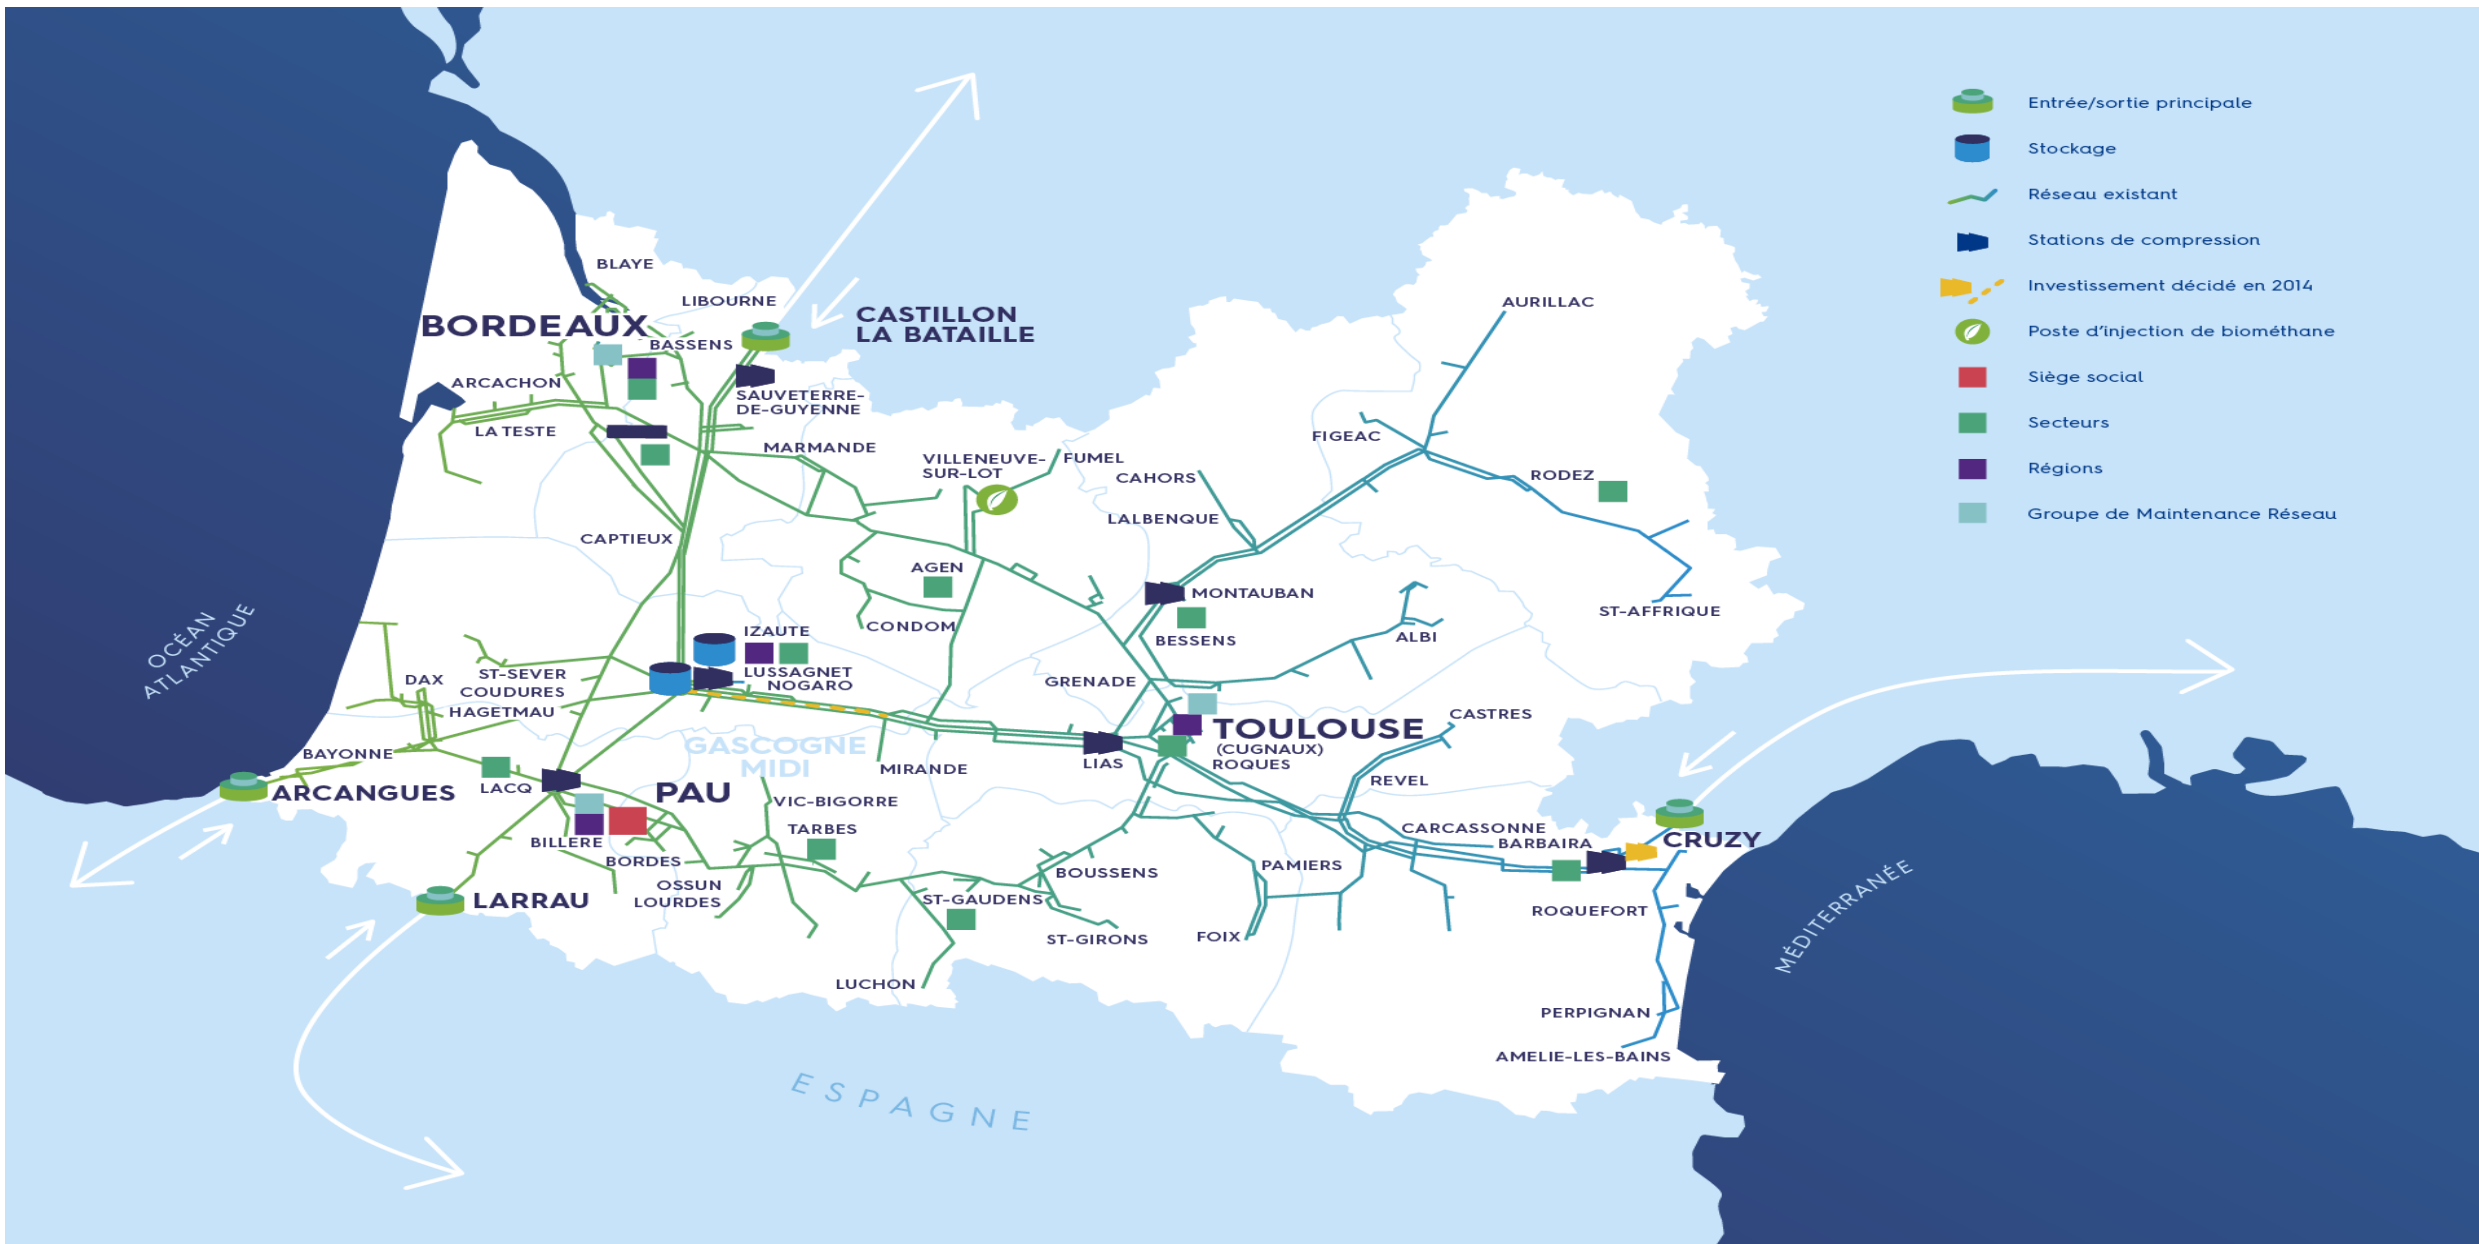 Entrée/sortie principale
Stockage
Réseau existant
Stations de compression
Investissement décidé en 2014
Poste d'injection de biométhane
Siège social
Secteurs
Régions
Groupe de Maintenance Réseau
BLAYE
LIBOURNE
BORDEAUX
CASTILLON
LA BATAILLE
BASSENS
ARCACHON
SAUVETERRE-
DE-GUYENNE
LA TESTE
MARMANDE
VILLENEUVE-
SUR-LOT
FUMEL
CAHORS
LALBENQUE
AURILLAC
FIGEAC
RODEZ
CAPTIEUX
AGEN
CONDOM
MONTAUBAN
BESSENS
ST-AFFRIQUE
ALBI
OCÉAN
ATLANTIQUE
IZAUTE
LUSSAGNET
NOGARO
ST-SEVER
COUDURES
DAX
HAGETMAU
GRENADE
TOULOUSE
(CUGNAUX)
ROQUES
CASTRES
BAYONNE
GASCOGNE
MIDI
MIRANDE
LIAS
REVEL
ARCANGUES
LACQ
PAU
VIC-BIGORRE
TARBES
BILLERE
BORDES
OSSUN
LOURDES
LARRAU
CARCASSONNE
BARBAIRA
CRUZY
BOUSSENS
PAMIERS
ST-GAUDENS
ST-GIRONS
FOIX
LUCHON
ROQUEFORT
MÉDITERRANÉE
PERPIGNAN
AMELIE-LES-BAINS
ESPAGNE